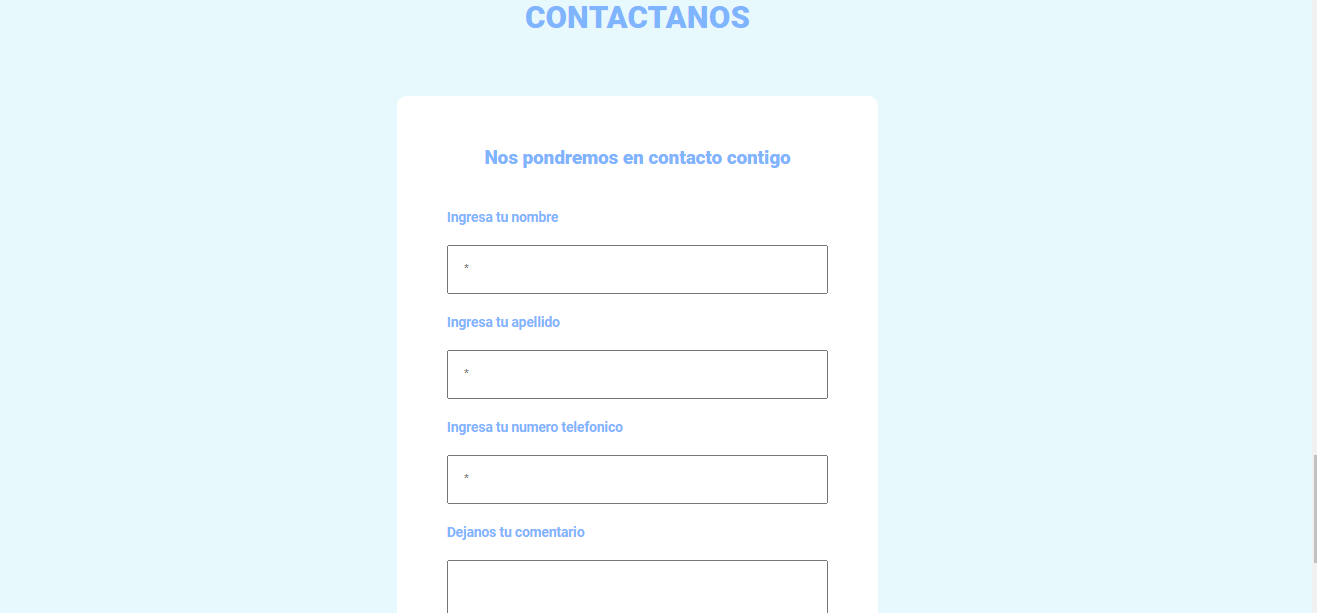 CONTACTANOS
Nos pondremos en contacto contigo
Ingresa tu nombre
*
Ingresa tu apellido
*
Ingresa tu numero telefonico
*
Dejanos tu comentario